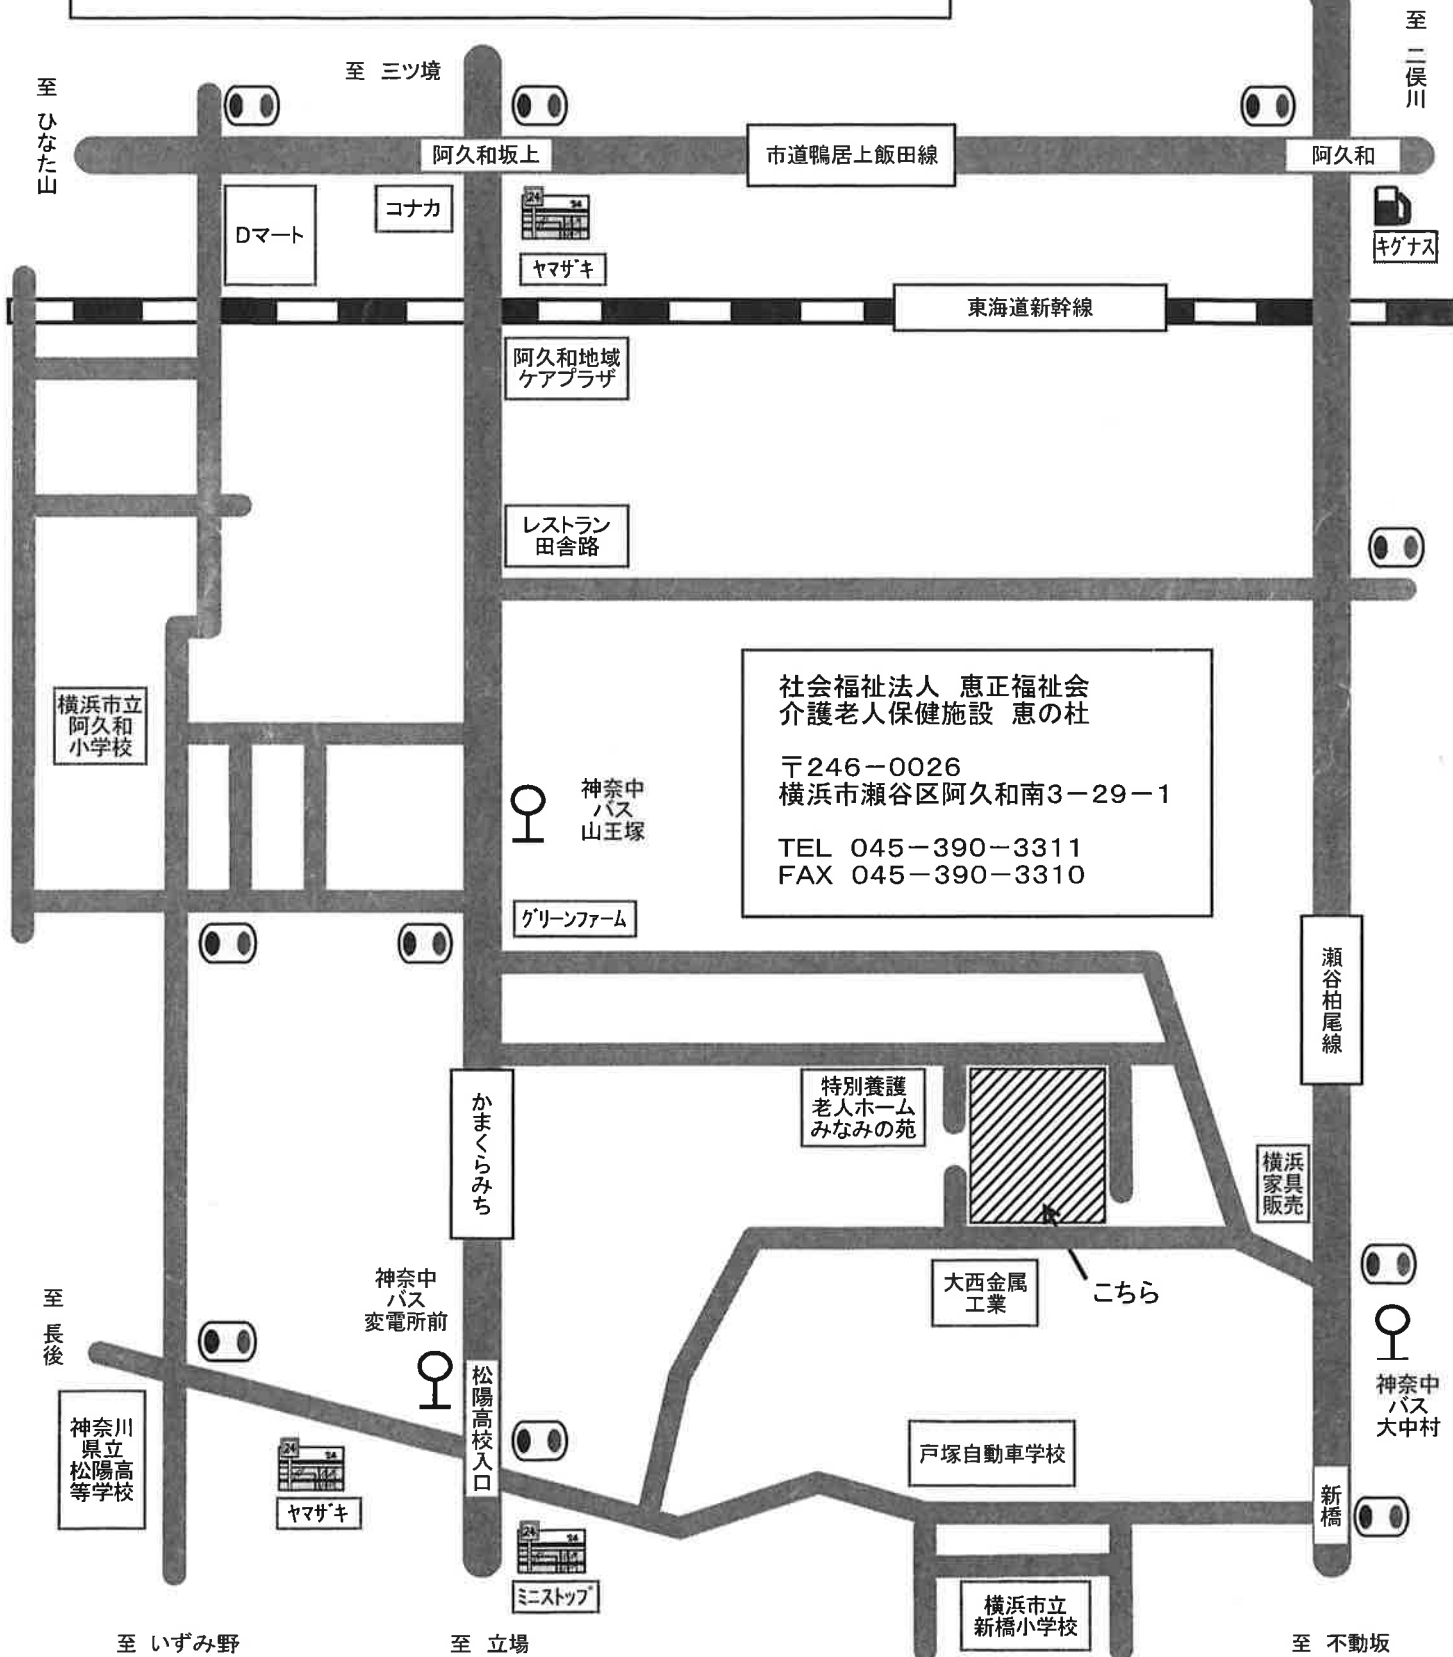 至 二俣川
至 三ツ境
至 ひなた山
阿久和坂上
市道鴨居上飯田線
阿久和
コナカ
Dマート
24
24
ヤマザキ
キグナス
東海道新幹線
阿久和地域
ケアプラザ
レストラン
田舎路
社会福祉法人 恵正福祉会
介護老人保健施設 恵の杜
〒246－0026
横浜市瀬谷区阿久和南3－29－1
TEL 045－390－3311
FAX 045－390－3310
横浜市立
阿久和
小学校
神奈中
バス
山王塚
グリーンファーム
瀬谷柏尾線
かまくらみち
特別養護
老人ホーム
みなみの苑
横浜
家具
販売
大西金属
工業
こちら
神奈中
バス
変電所前
至 長後
神奈中
バス
大中村
松陽高校入口
神奈川
県立
松陽高
等学校
24
24
ヤマザキ
戸塚自動車学校
新橋
24
24
ミニストップ
横浜市立
新橋小学校
至 いずみ野
至 立場
至 不動坂